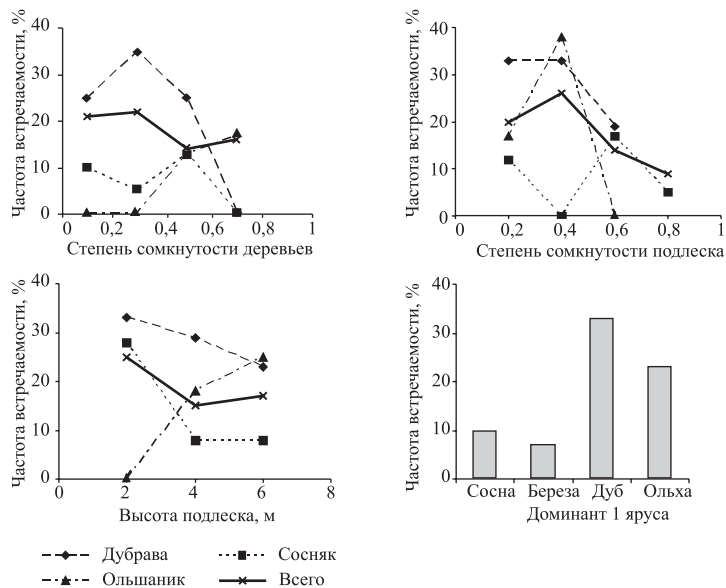 Частота встречаемости, %
40
30
20
10
0
0 0,2 0,4 0,6 0,8 1
Степень сомкнутости деревьев
Частота встречаемости, %
40
30
20
10
0
0 0,2 0,4 0,6 0,8 1
Степень сомкнутости подлеска
Частота встречаемости, %
40
30
20
10
0
0 2 4 6 8
Высота подлеска, м
Частота встречаемости, %
40
30
20
10
0
Сосна Береза Дуб Ольха
Доминант 1 яруса
Дубрава Сосняк
Ольшаник Всего